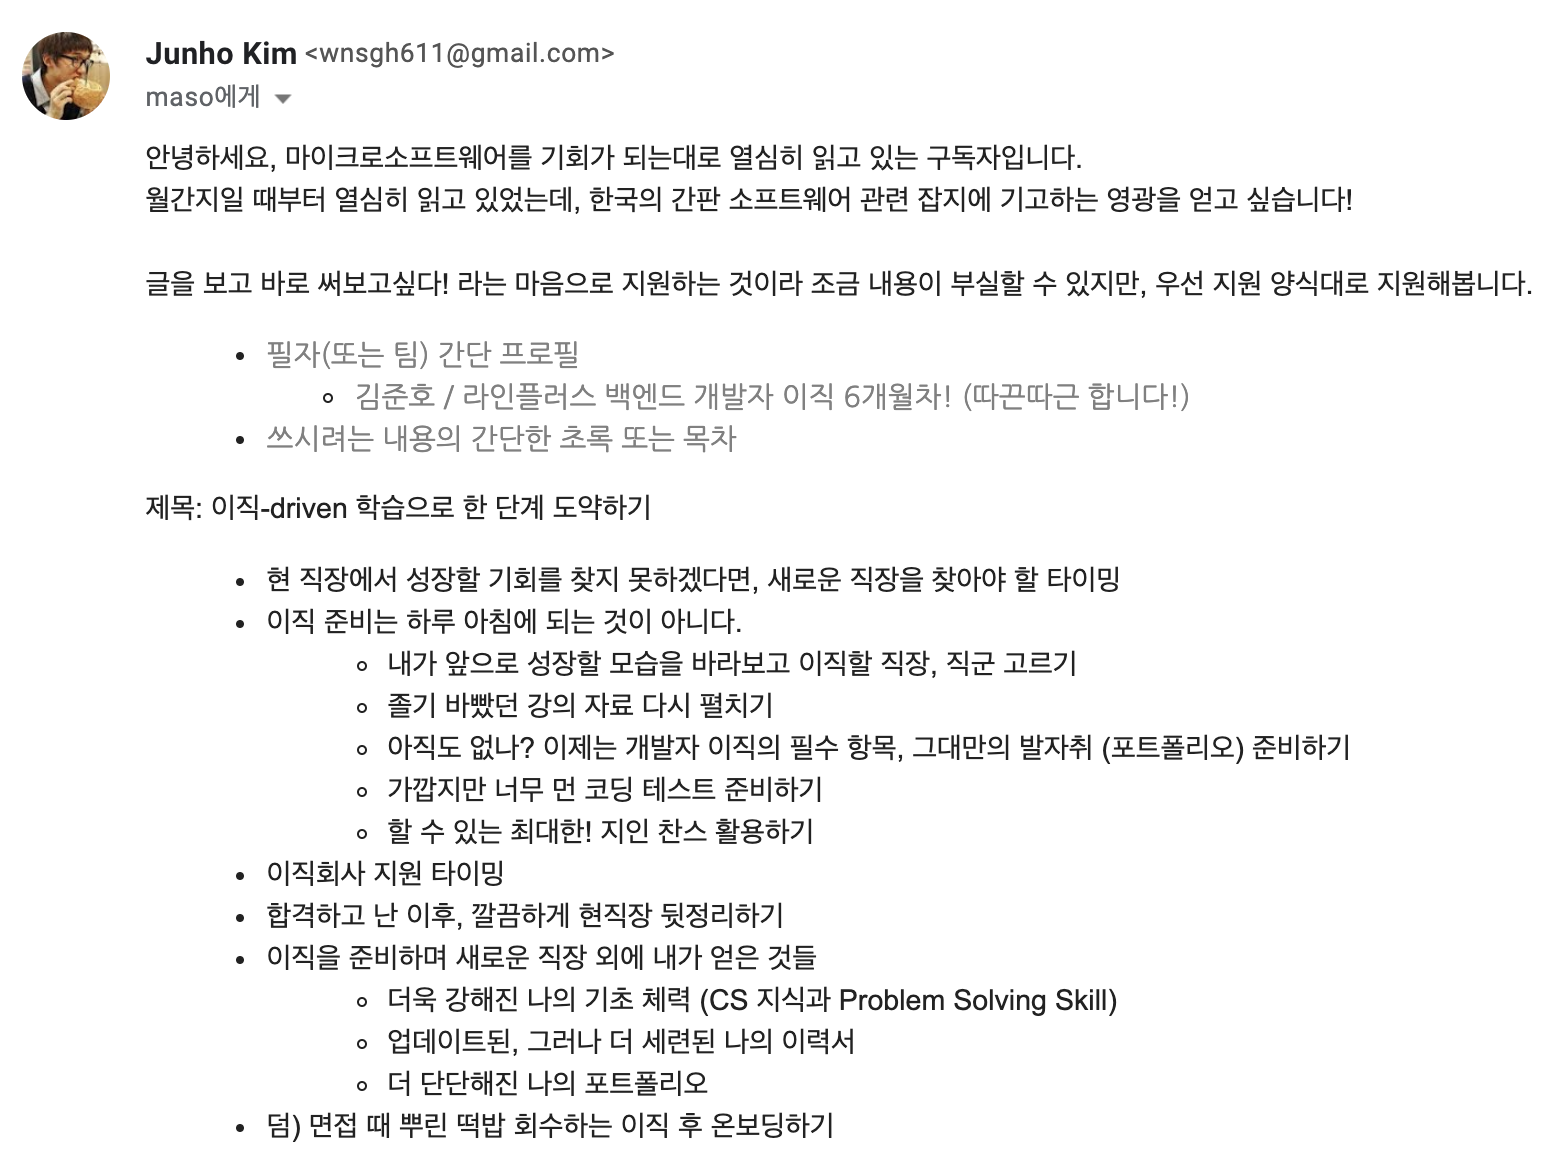 Junho Kim <wnsgh611@gmail.com>
maso에게
안녕하세요, 마이크로소프트웨어를 기회가 되는대로 열심히 읽고 있는 구독자입니다.
월간지일 때부터 열심히 읽고 있었는데, 한국의 간판 소프트웨어 관련 잡지에 기고하는 영광을 얻고 싶습니다!
글을 보고 바로 써보고싶다! 라는 마음으로 지원하는 것이라 조금 내용이 부실할 수 있지만, 우선 지원 양식대로 지원해봅니다.
• 필자(또는 팀) 간단 프로필
◦ 김준호 / 라인플러스 백엔드 개발자 이직 6개월차! (따끈따근 합니다!)
• 쓰시려는 내용의 간단한 초록 또는 목차
제목: 이직-driven 학습으로 한 단계 도약하기
• 현 직장에서 성장할 기회를 찾지 못하겠다면, 새로운 직장을 찾아야 할 타이밍
• 이직 준비는 하루 아침에 되는 것이 아니다.
◦ 내가 앞으로 성장할 모습을 바라보고 이직할 직장, 직군 고르기
◦ 졸기 바빴던 강의 자료 다시 펼치기
◦ 아직도 없나? 이제는 개발자 이직의 필수 항목, 그대만의 발자취 (포트폴리오) 준비하기
◦ 가깝지만 너무 먼 코딩 테스트 준비하기
◦ 할 수 있는 최대한! 지인 찬스 활용하기
• 이직회사 지원 타이밍
• 합격하고 난 이후, 깔끔하게 현직장 뒷정리하기
• 이직을 준비하며 새로운 직장 외에 내가 얻은 것들
◦ 더욱 강해진 나의 기초 체력 (CS 지식과 Problem Solving Skill)
◦ 업데이트된, 그러나 더 세련된 나의 이력서
◦ 더 단단해진 나의 포트폴리오
• 덤) 면접 때 뿌린 떡밥 회수하는 이직 후 온보딩하기